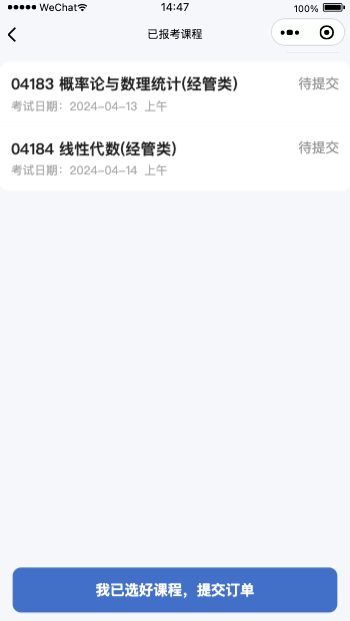 WeChat 14:47 100%
已报考课程
04183 概率论与数理统计(经管类) 待提交
考试日期：2024-04-13 上午
04184 线性代数(经管类) 待提交
考试日期：2024-04-14 上午
我已选好课程，提交订单